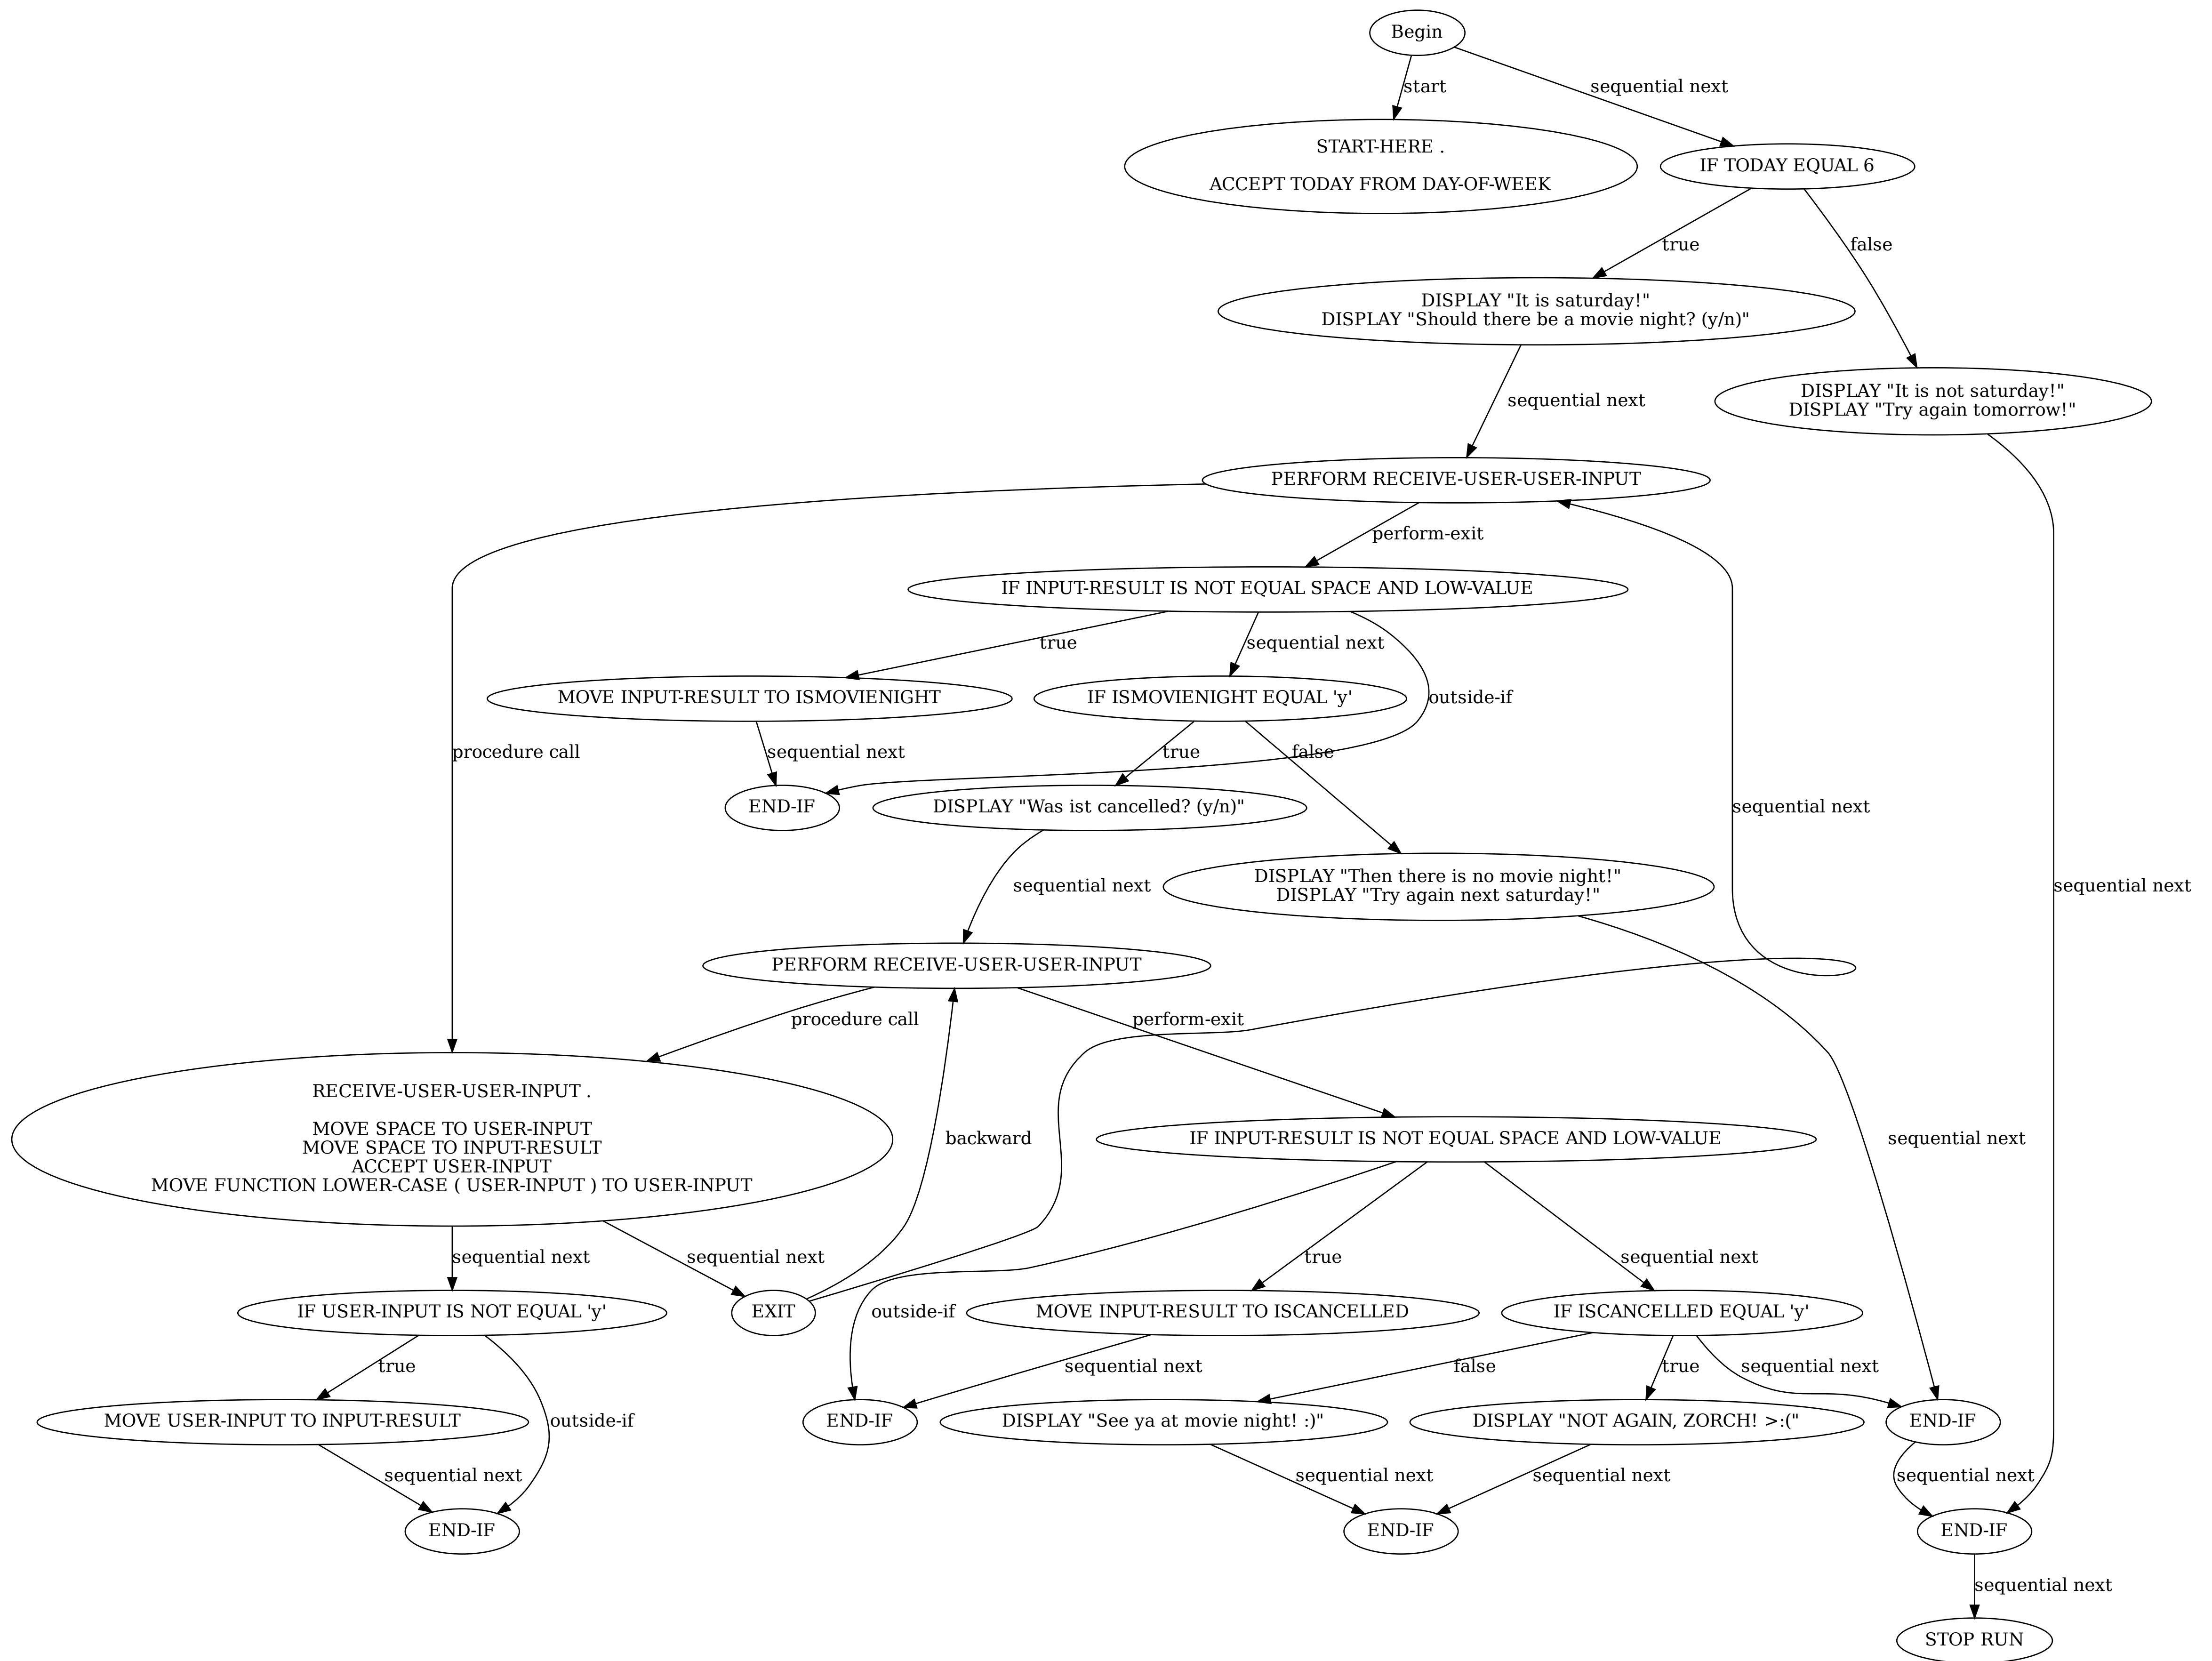 Begin
start
sequential next
START-HERE .
ACCEPT TODAY FROM DAY-OF-WEEK
IF TODAY EQUAL 6
true
false
DISPLAY "It is saturday!"
DISPLAY "Should there be a movie night? (y/n)"
DISPLAY "It is not saturday!"
DISPLAY "Try again tomorrow!"
sequential next
PERFORM RECEIVE-USER-USER-INPUT
perform-exit
IF INPUT-RESULT IS NOT EQUAL SPACE AND LOW-VALUE
true
sequential next
MOVE INPUT-RESULT TO ISMOVIENIGHT
IF ISMOVIENIGHT EQUAL 'y'
outside-if
procedure call
sequential next
true
false
END-IF
DISPLAY "Was ist cancelled? (y/n)"
sequential next
DISPLAY "Then there is no movie night!"
DISPLAY "Try again next saturday!"
sequential next
sequential next
PERFORM RECEIVE-USER-USER-INPUT
procedure call
perform-exit
RECEIVE-USER-USER-INPUT .
MOVE SPACE TO USER-INPUT
MOVE SPACE TO INPUT-RESULT
ACCEPT USER-INPUT
MOVE FUNCTION LOWER-CASE ( USER-INPUT ) TO USER-INPUT
backward
IF INPUT-RESULT IS NOT EQUAL SPACE AND LOW-VALUE
sequential next
sequential next
sequential next
true
sequential next
IF USER-INPUT IS NOT EQUAL 'y'
EXIT
outside-if
MOVE INPUT-RESULT TO ISCANCELLED
IF ISCANCELLED EQUAL 'y'
true
sequential next
false
true
sequential next
MOVE USER-INPUT TO INPUT-RESULT
outside-if
END-IF
DISPLAY "See ya at movie night! :)"
DISPLAY "NOT AGAIN, ZORCH! >:("
END-IF
sequential next
sequential next
sequential next
sequential next
END-IF
END-IF
END-IF
sequential next
STOP RUN